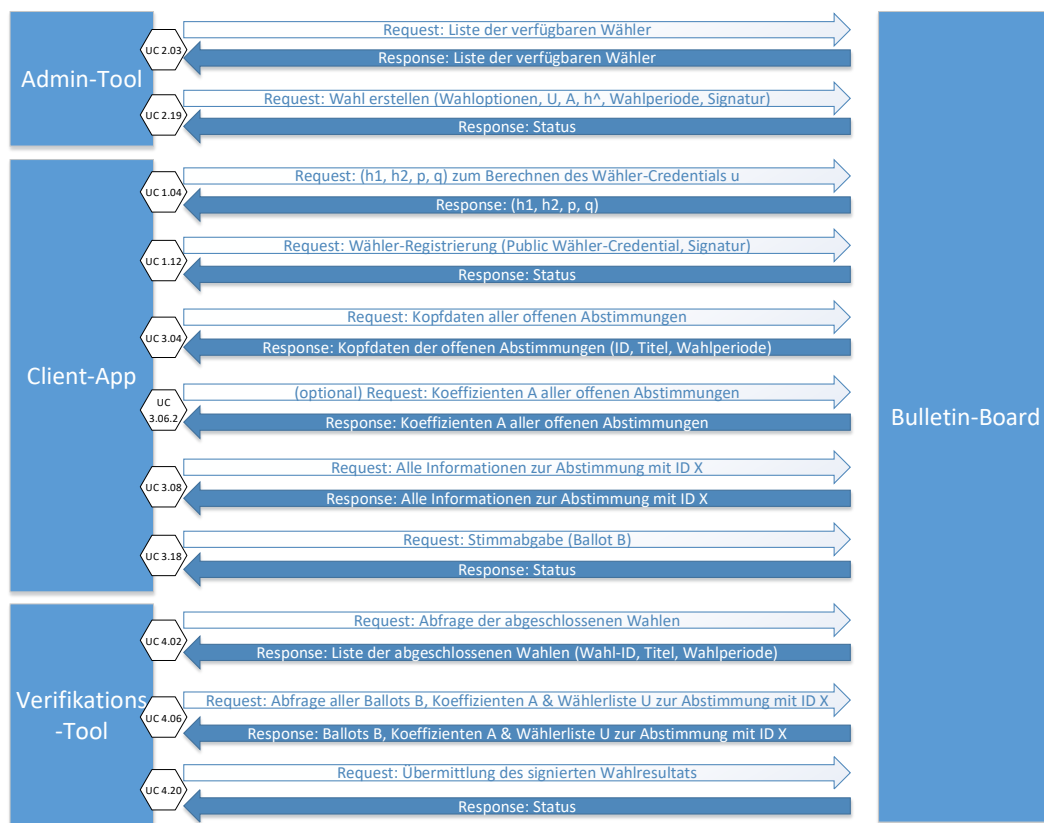 Admin-Tool
UC 2.03
Request: Liste der verfügbaren Wähler
Response: Liste der verfügbaren Wähler
UC 2.19
Request: Wahl erstellen (Wahloptionen, U, A, h^, Wahlperiode, Signatur)
Response: Status
Client-App
UC 1.04
Request: (h1, h2, p, q) zum Berechnen des Wähler-Credentials u
Response: (h1, h2, p, q)
UC 1.12
Request: Wähler-Registrierung (Public Wähler-Credential, Signatur)
Response: Status
UC 3.04
Request: Kopfdaten aller offenen Abstimmungen
Response: Kopfdaten der offenen Abstimmungen (ID, Titel, Wahlperiode)
UC
3.06.2
(optional) Request: Koeffizienten A aller offenen Abstimmungen
Response: Koeffizienten A aller offenen Abstimmungen
UC 3.08
Request: Alle Informationen zur Abstimmung mit ID X
Response: Alle Informationen zur Abstimmung mit ID X
UC 3.18
Request: Stimmabgabe (Ballot B)
Response: Status
Verifikations
-Tool
UC 4.02
Request: Abfrage der abgeschlossenen Wahlen
Response: Liste der abgeschlossenen Wahlen (Wahl-ID, Titel, Wahlperiode)
UC 4.06
Request: Abfrage aller Ballots B, Koeffizienten A & Wählerliste U zur Abstimmung mit ID X
Response: Ballots B, Koeffizienten A & Wählerliste U zur Abstimmung mit ID X
UC 4.20
Request: Übermittlung des signierten Wahlresultats
Response: Status
Bulletin-Board